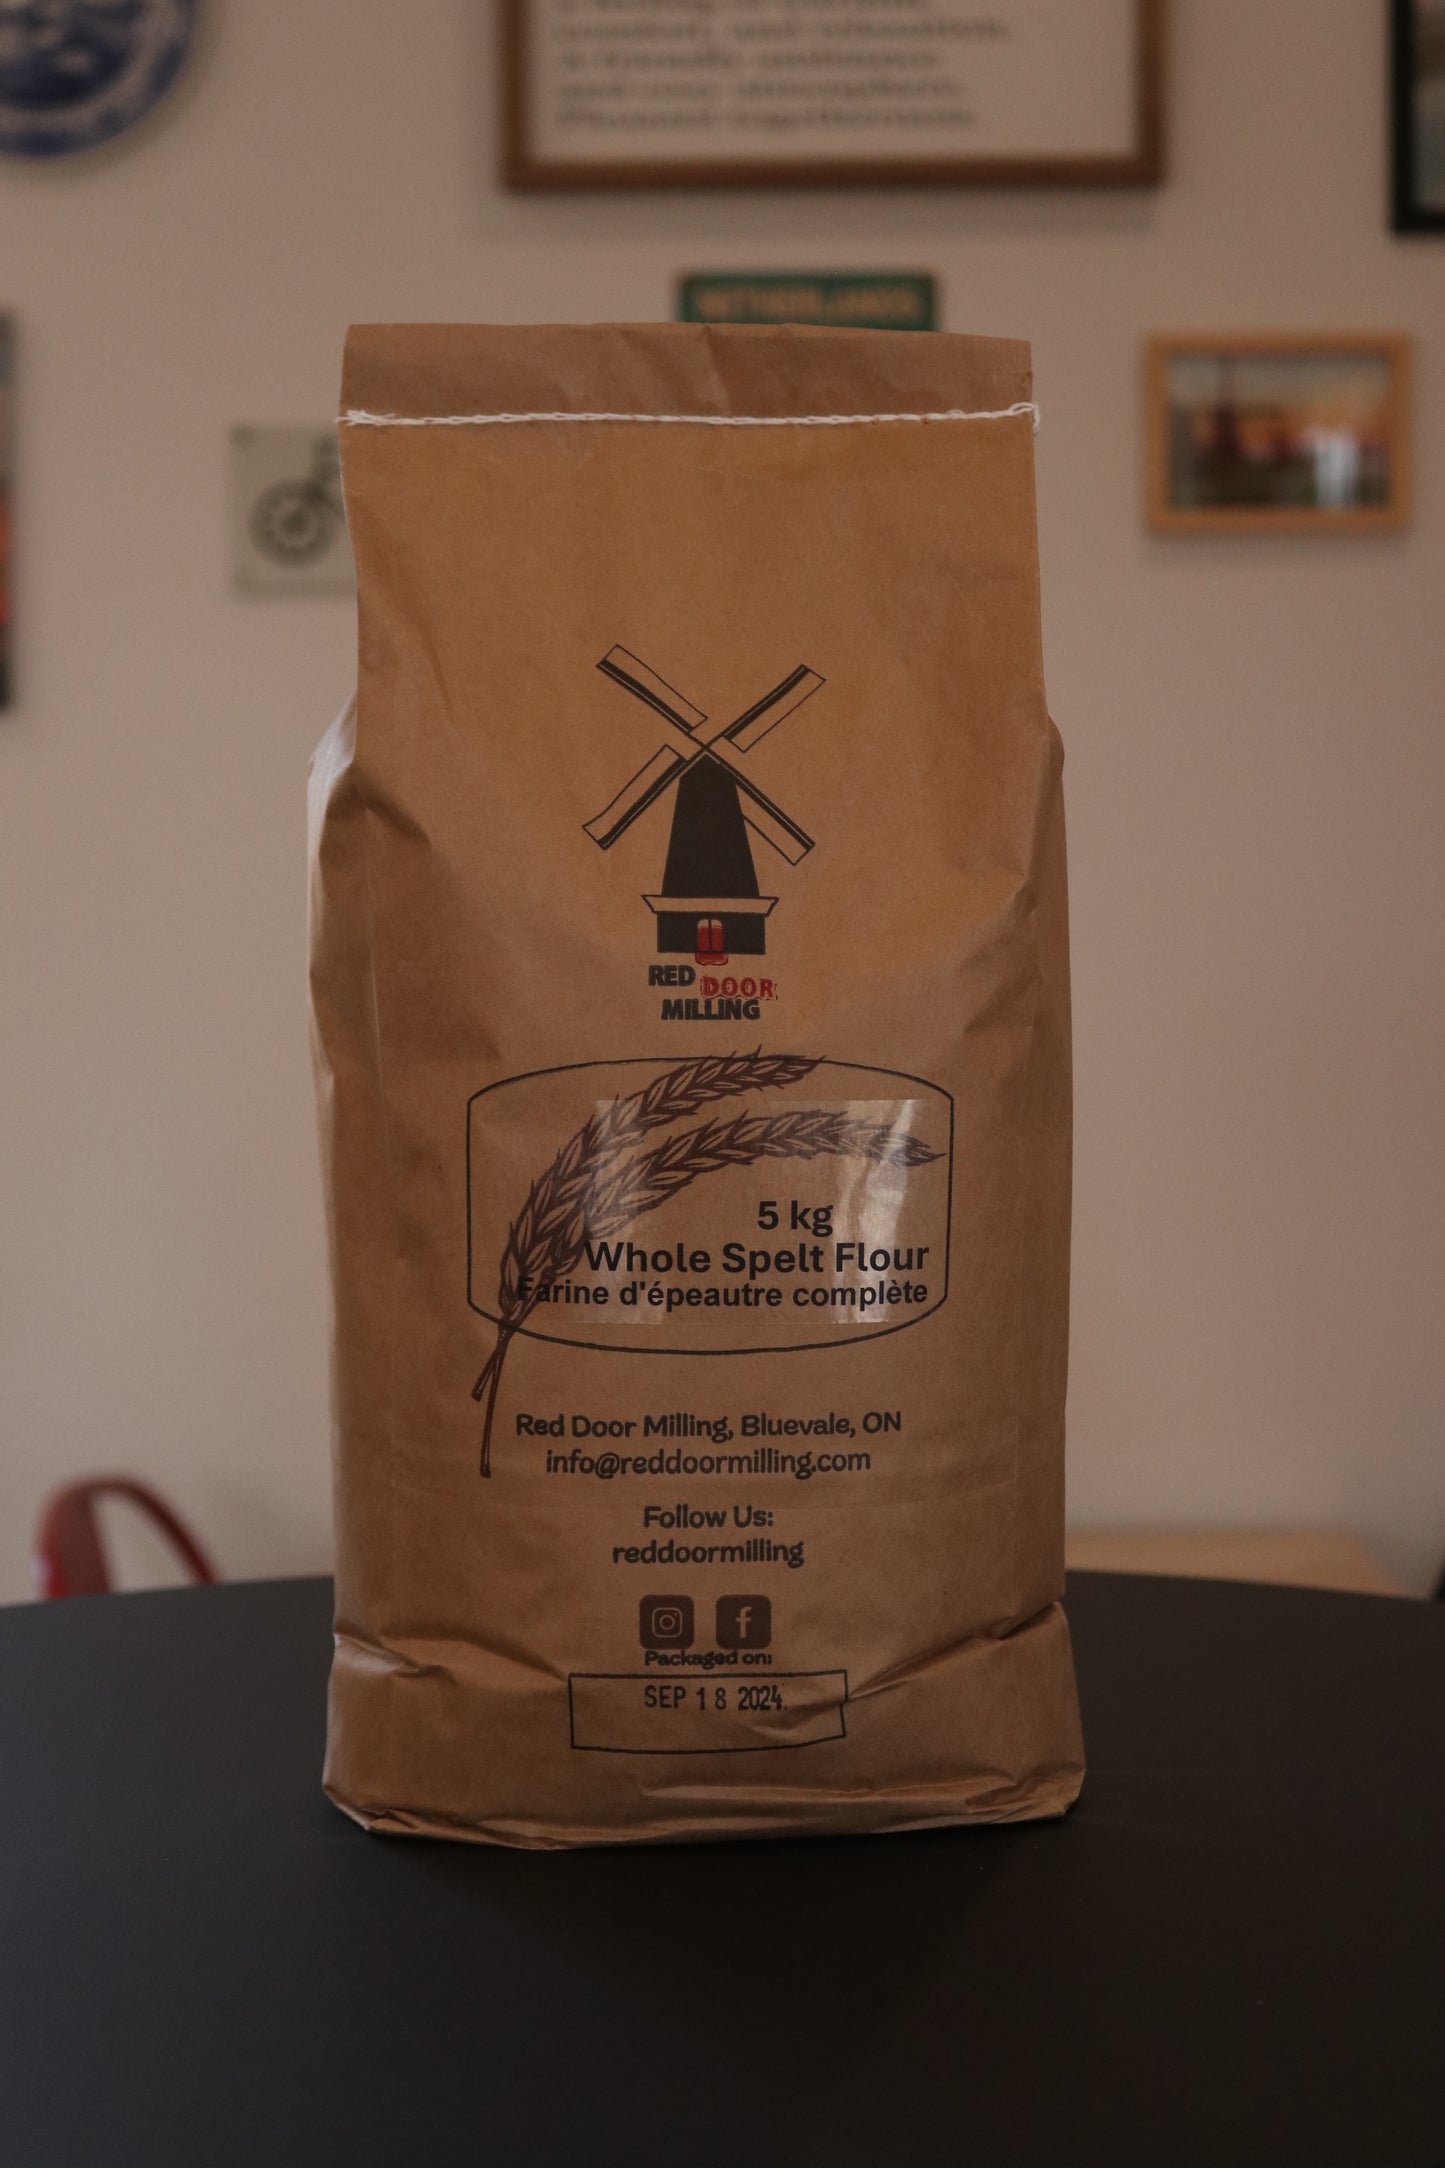 NETHERLANDS
RED DOOR
MILLING
5 kg
Whole Spelt Flour
Farine d'épeautre complète
Red Door Milling, Bluevale, ON
info@reddoormilling.com
Follow Us:
reddoormilling
Packaged on:
SEP 18 2024